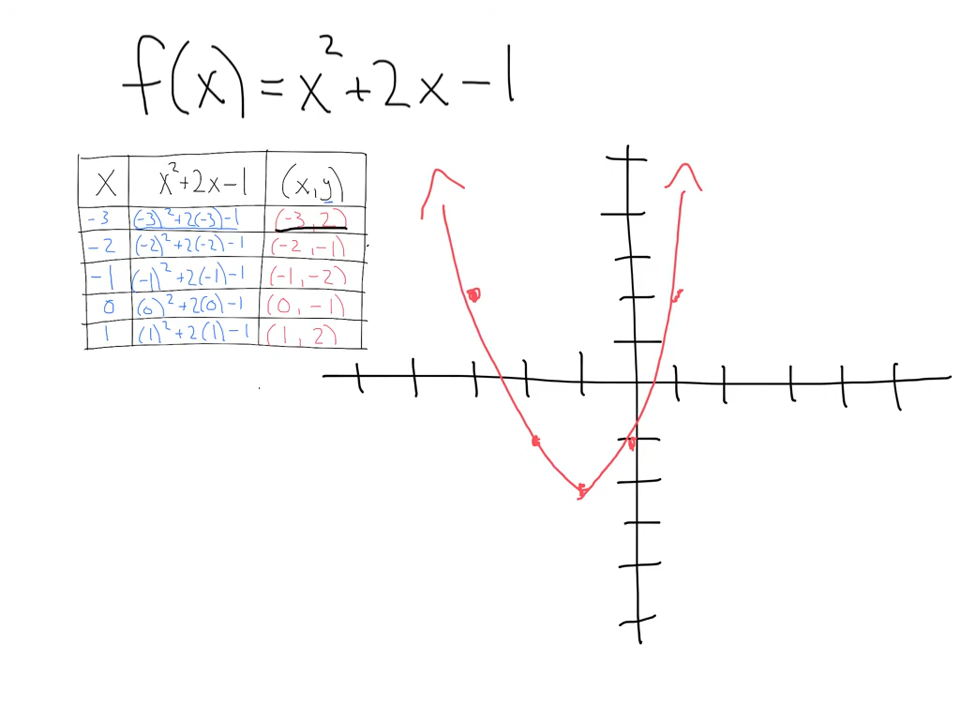 f(x) = x²+2x-1
x x²+2x-1 (x,y)
-3 (-3)²+2(-3)-1 (-3,2)
-2 (-2)²+2(-2)-1 (-2,-1)
-1 (-1)²+2(-1)-1 (-1,-2)
0 (0)²+2(0)-1 (0,-1)
1 (1)²+2(1)-1 (1,2)